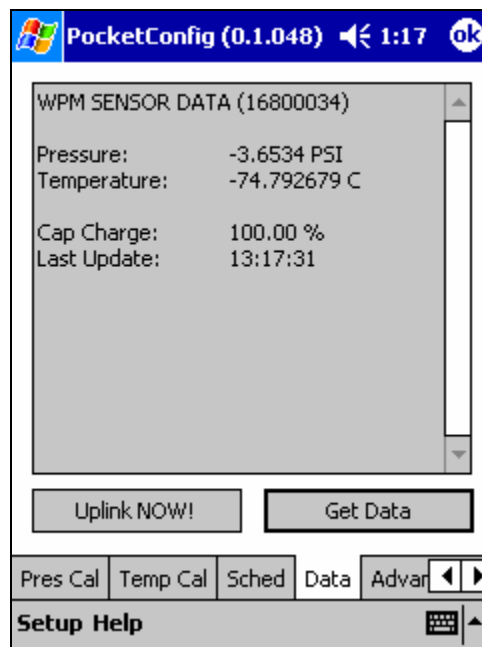 PocketConfig (0.1.048) 1:17 ok
WPM SENSOR DATA (16800034)
Pressure: -3.6534 PSI
Temperature: -74.792679 C
Cap Charge: 100.00 %
Last Update: 13:17:31
Uplink NOW! Get Data
Pres Cal Temp Cal Sched Data Advar
Setup Help